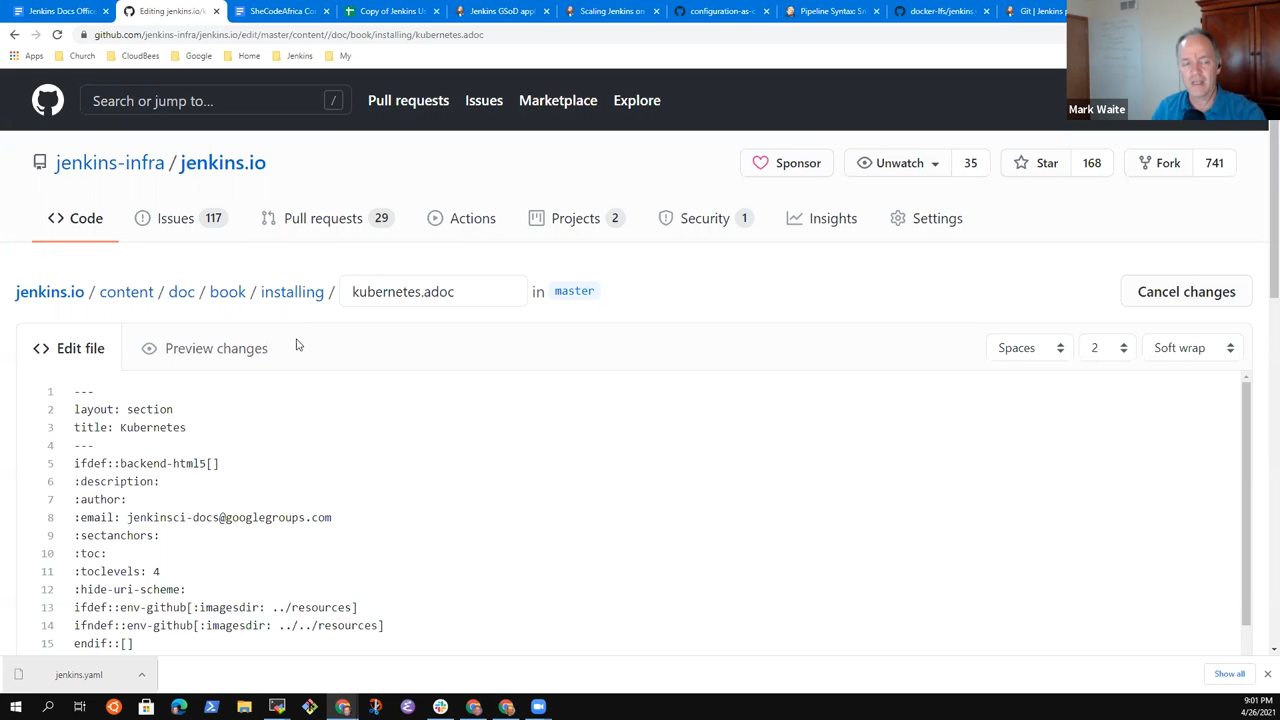 Jenkins Docs Office
Editing jenkins.io/k
SheCodeAfrica Co
Copy of Jenkins Us
Jenkins GSoD appl
Scaling Jenkins on
configuration-as-c
Pipeline Syntax: Sn
docker-lfs/jenkins.
Git | Jenkins p
github.com/jenkins-infra/jenkins.io/edit/master/content//doc/book/installing/kubernetes.adoc
Apps Church CloudBees Google Home Jenkins My
Mark Waite
Search or jump to... /
Pull requests Issues Marketplace Explore
jenkins-infra / jenkins.io
Sponsor Unwatch 35 Star 168 Fork 741
<> Code Issues 117 Pull requests 29 Actions Projects 2 Security 1 Insights Settings
jenkins.io / content / doc / book / installing / kubernetes.adoc in master Cancel changes
<> Edit file Preview changes Spaces 2 Soft wrap
1 ---
2 layout: section
3 title: Kubernetes
4 ---
5 ifdef::backend-html5[]
6 :description:
7 :author:
8 :email: jenkinsci-docs@googlegroups.com
9 :sectanchors:
10 :toc:
11 :toclevels: 4
12 :hide-uri-scheme:
13 ifdef::env-github[:imagesdir: ../resources]
14 ifndef::env-github[:imagesdir: ../../resources]
15 endif::[]
jenkins.yaml Show all
9:01 PM
4/26/2021